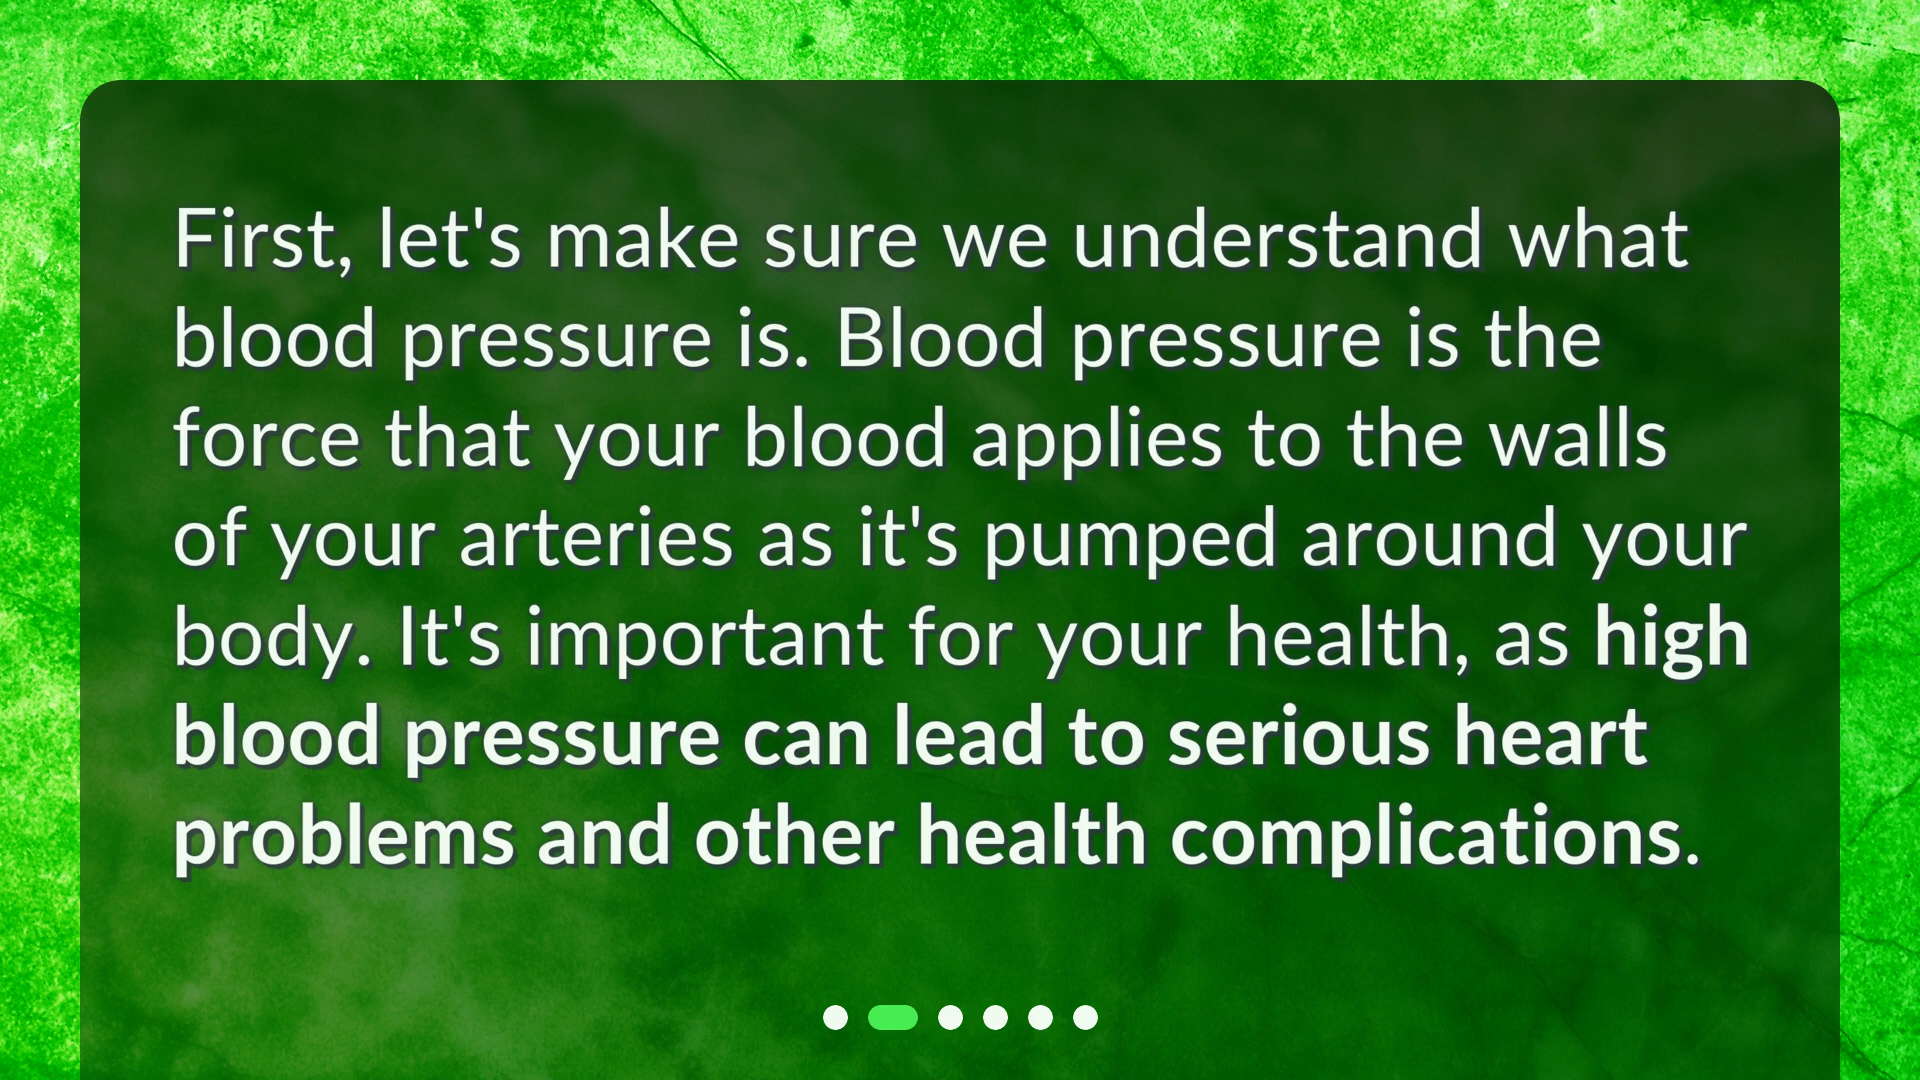 First, let's make sure we understand what
blood pressure is. Blood pressure is the
force that your blood applies to the walls
of your arteries as it's pumped around your
body. It's important for your health, as high
blood pressure can lead to serious heart
problems and other health complications.